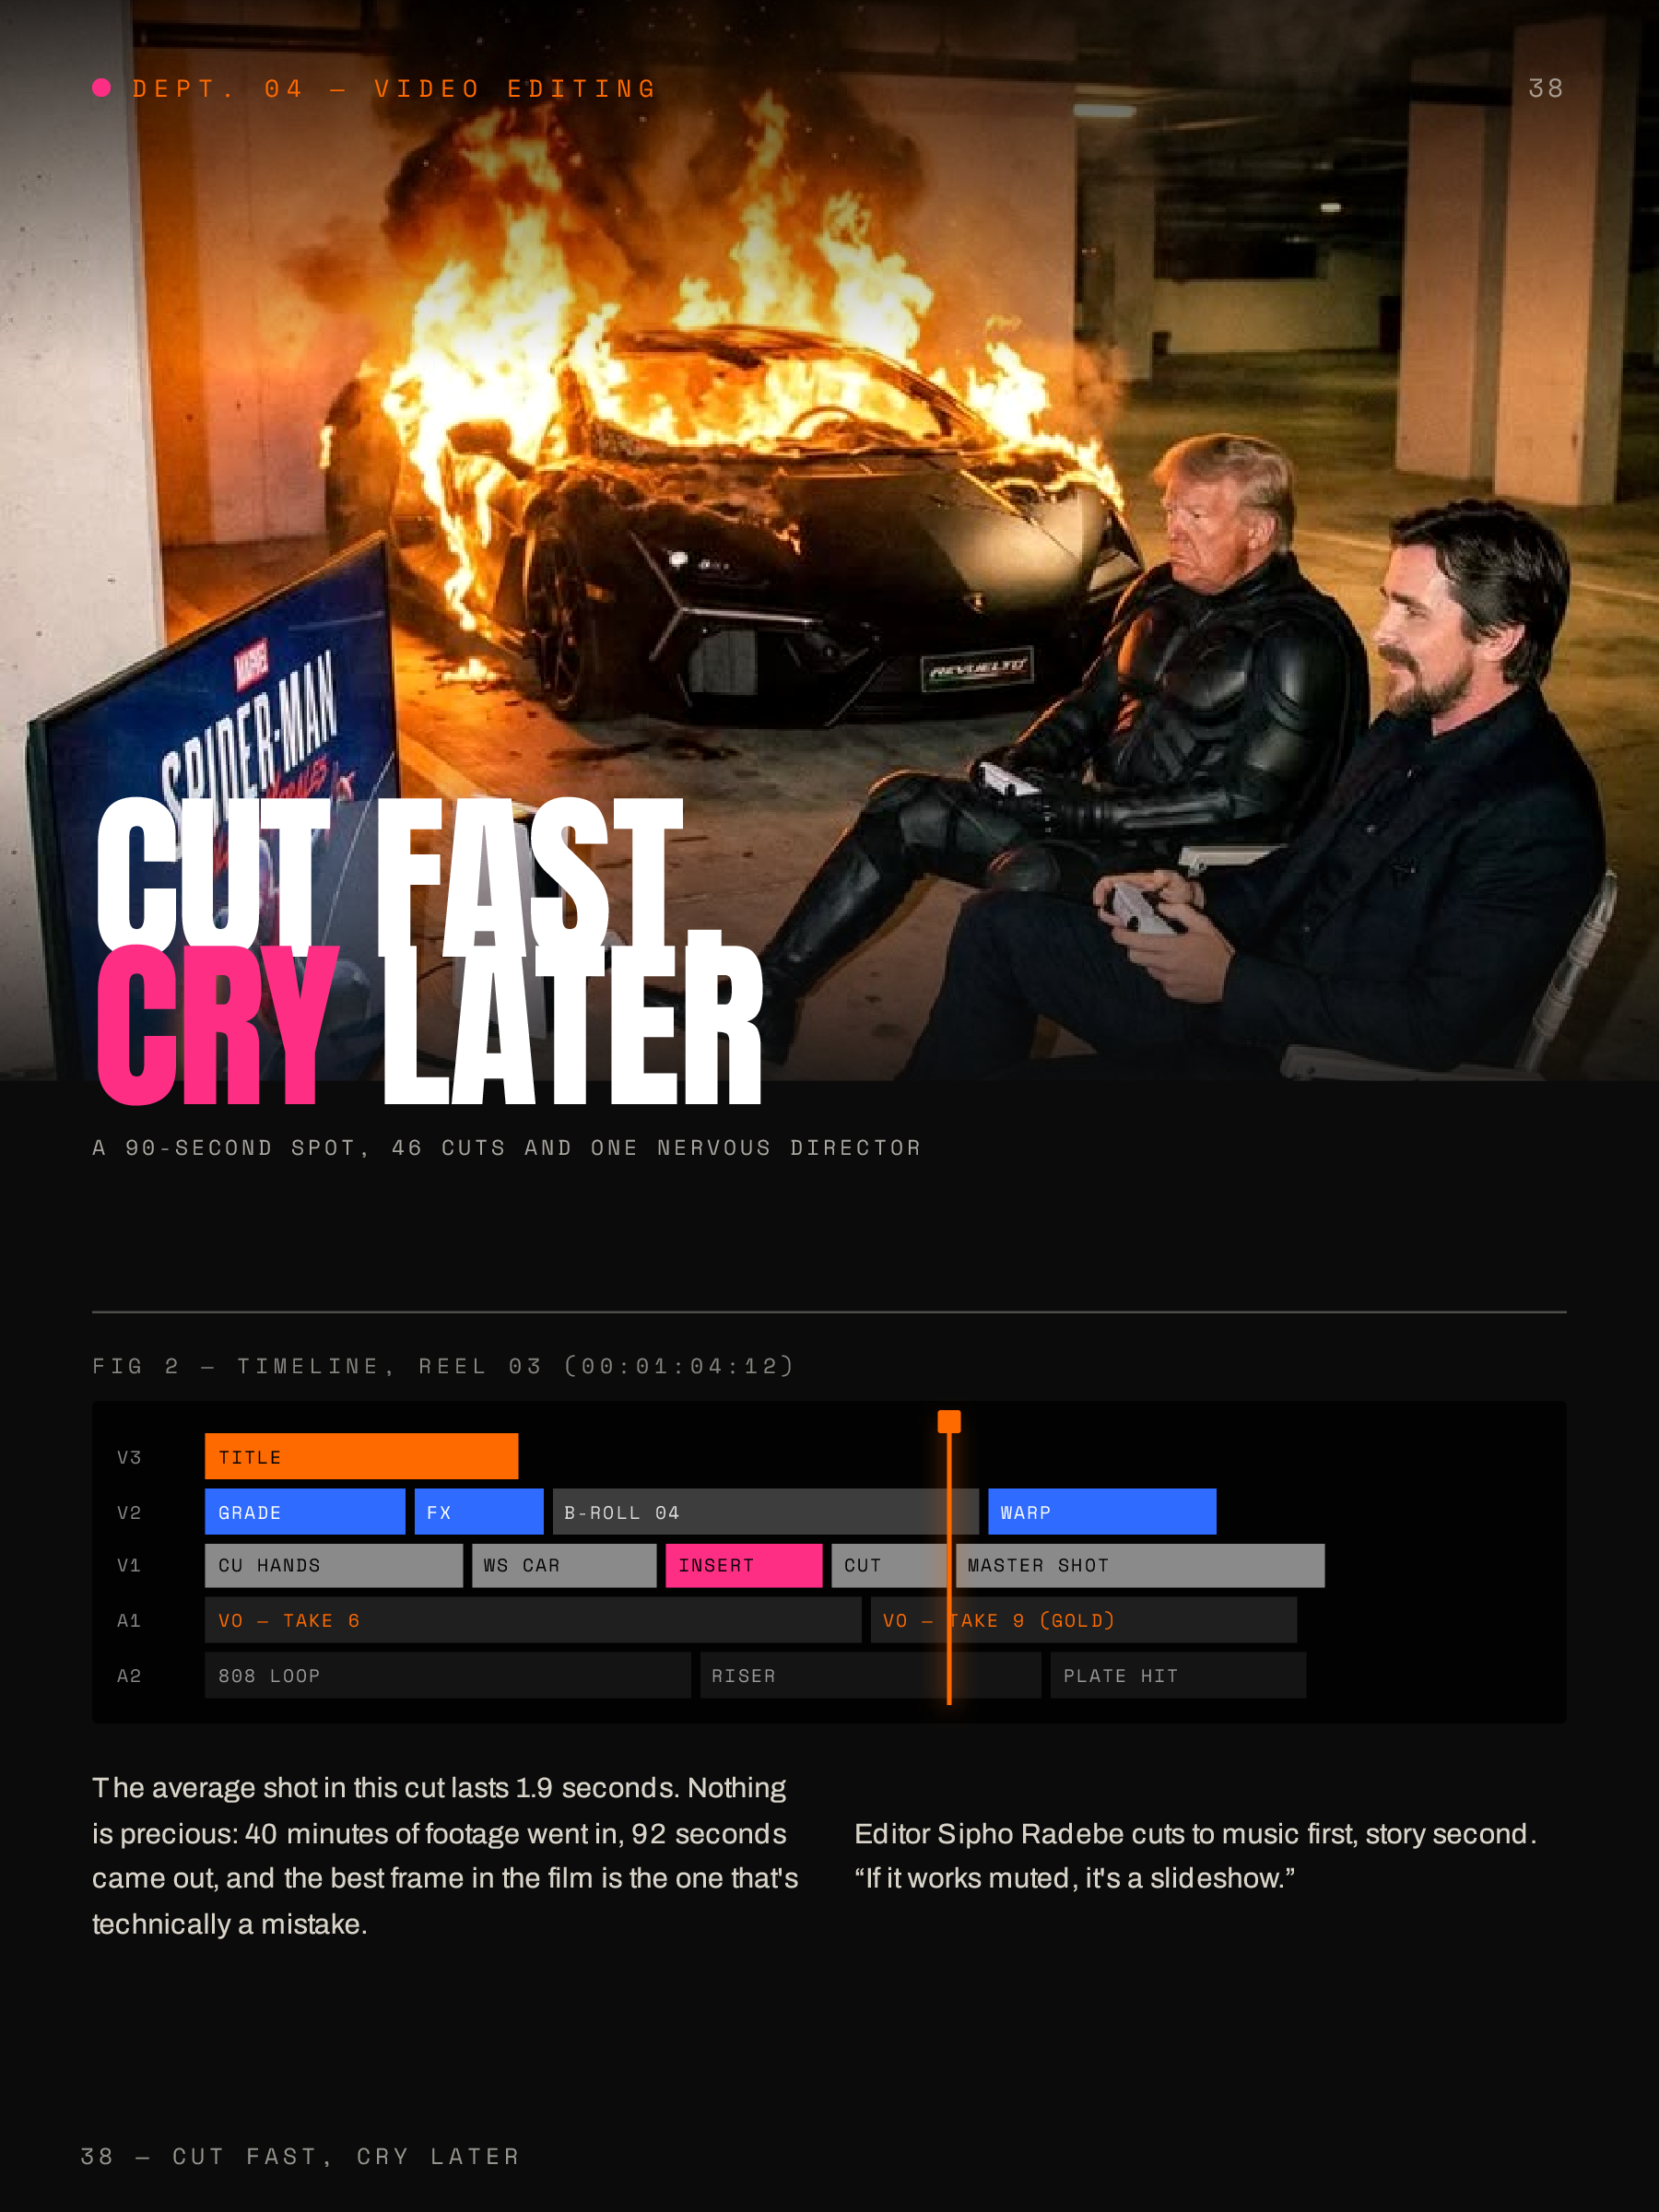 DEPT. 04 — VIDEO EDITING
38
REVUELTO
MARVEL
SPIDER-MAN
CUT FAST,
CRY LATER
A 90-SECOND SPOT, 46 CUTS AND ONE NERVOUS DIRECTOR
FIG 2 — TIMELINE, REEL 03 (00:01:04:12)
V3 TITLE
V2 GRADE FX B-ROLL 04 WARP
V1 CU HANDS WS CAR INSERT CUT MASTER SHOT
A1 VO — TAKE 6 VO — TAKE 9 (GOLD)
A2 808 LOOP RISER PLATE HIT
The average shot in this cut lasts 1.9 seconds. Nothing
is precious: 40 minutes of footage went in, 92 seconds
came out, and the best frame in the film is the one that's
technically a mistake.
Editor Sipho Radebe cuts to music first, story second.
“If it works muted, it's a slideshow.”
38 — CUT FAST, CRY LATER